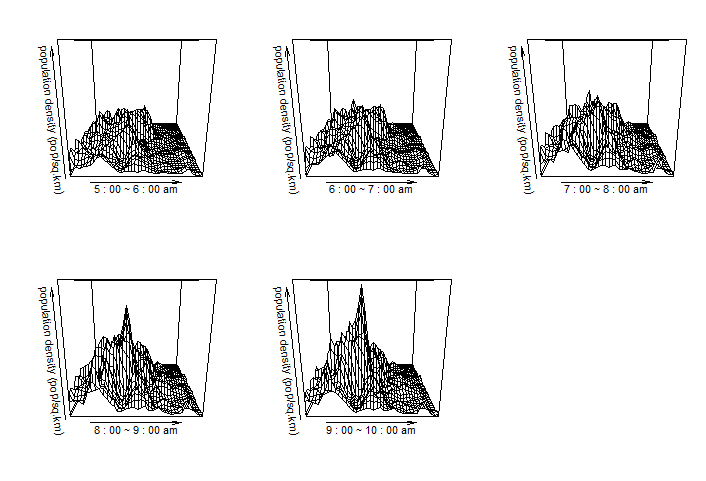 population density (pop/sq.km)
5 : 00 ~ 6 : 00 am
population density (pop/sq.km)
6 : 00 ~ 7 : 00 am
population density (pop/sq.km)
7 : 00 ~ 8 : 00 am
population density (pop/sq.km)
8 : 00 ~ 9 : 00 am
population density (pop/sq.km)
9 : 00 ~ 10 : 00 am